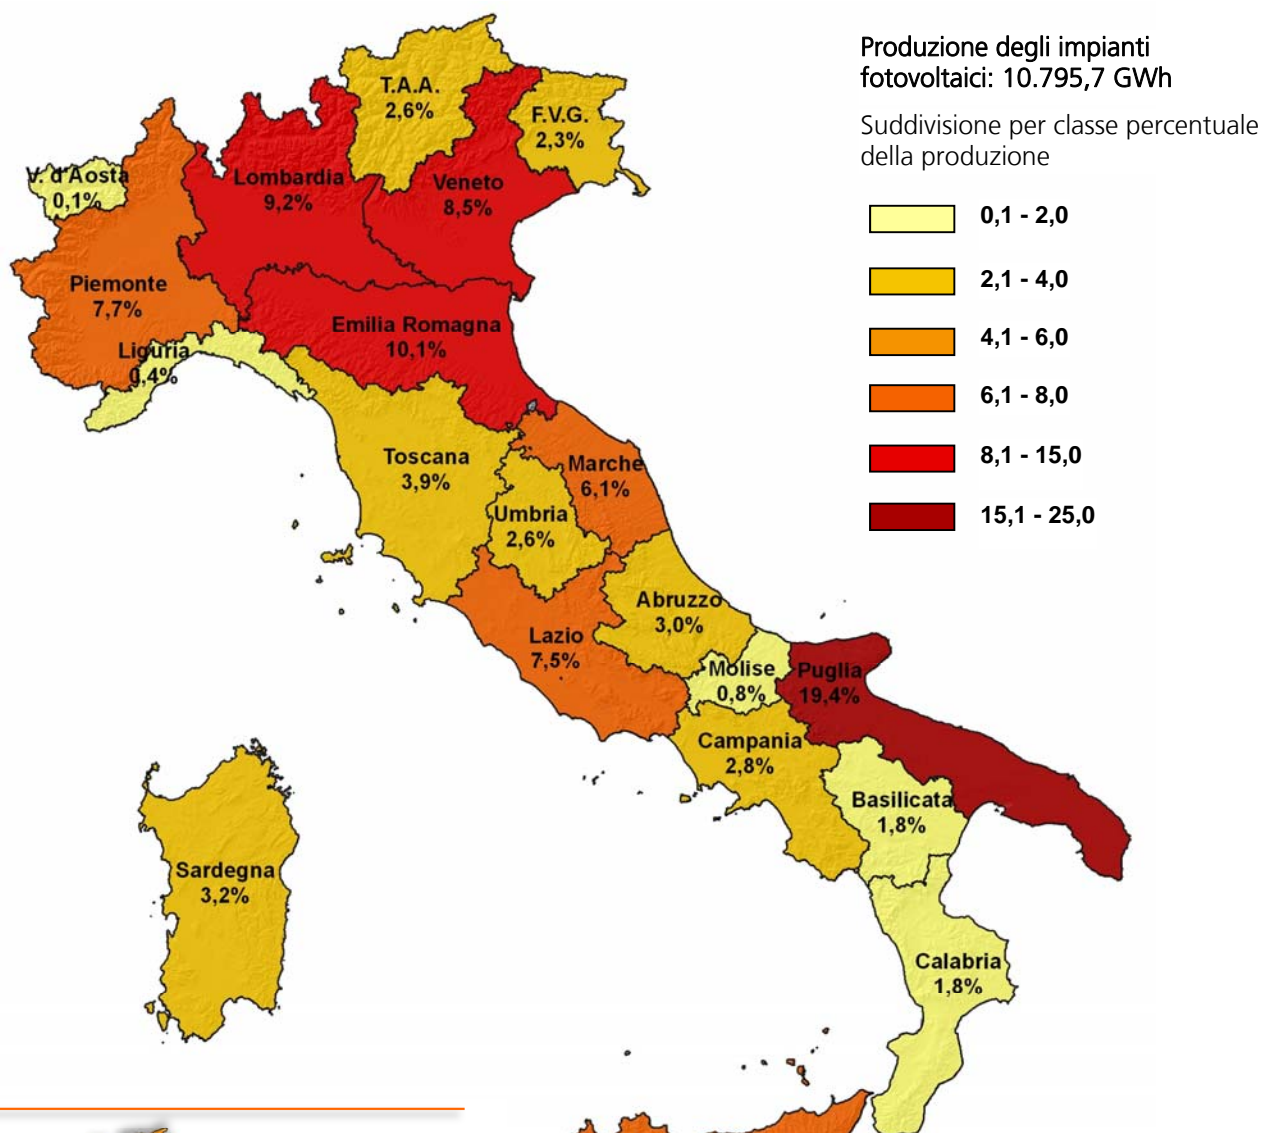 Produzione degli impianti
fotovoltaici: 10.795,7 GWh
Suddivisione per classe percentuale
della produzione
0,1 - 2,0
2,1 - 4,0
4,1 - 6,0
6,1 - 8,0
8,1 - 15,0
15,1 - 25,0
T.A.A.
2,6%
F.V.G.
2,3%
V. d'Aosta
0,1%
Lombardia
9,2%
Veneto
8,5%
Piemonte
7,7%
Emilia Romagna
10,1%
Liguria
0,4%
Toscana
3,9%
Marche
6,1%
Umbria
2,6%
Abruzzo
3,0%
Lazio
7,5%
Molise
0,8%
Puglia
19,4%
Campania
2,8%
Basilicata
1,8%
Sardegna
3,2%
Calabria
1,8%